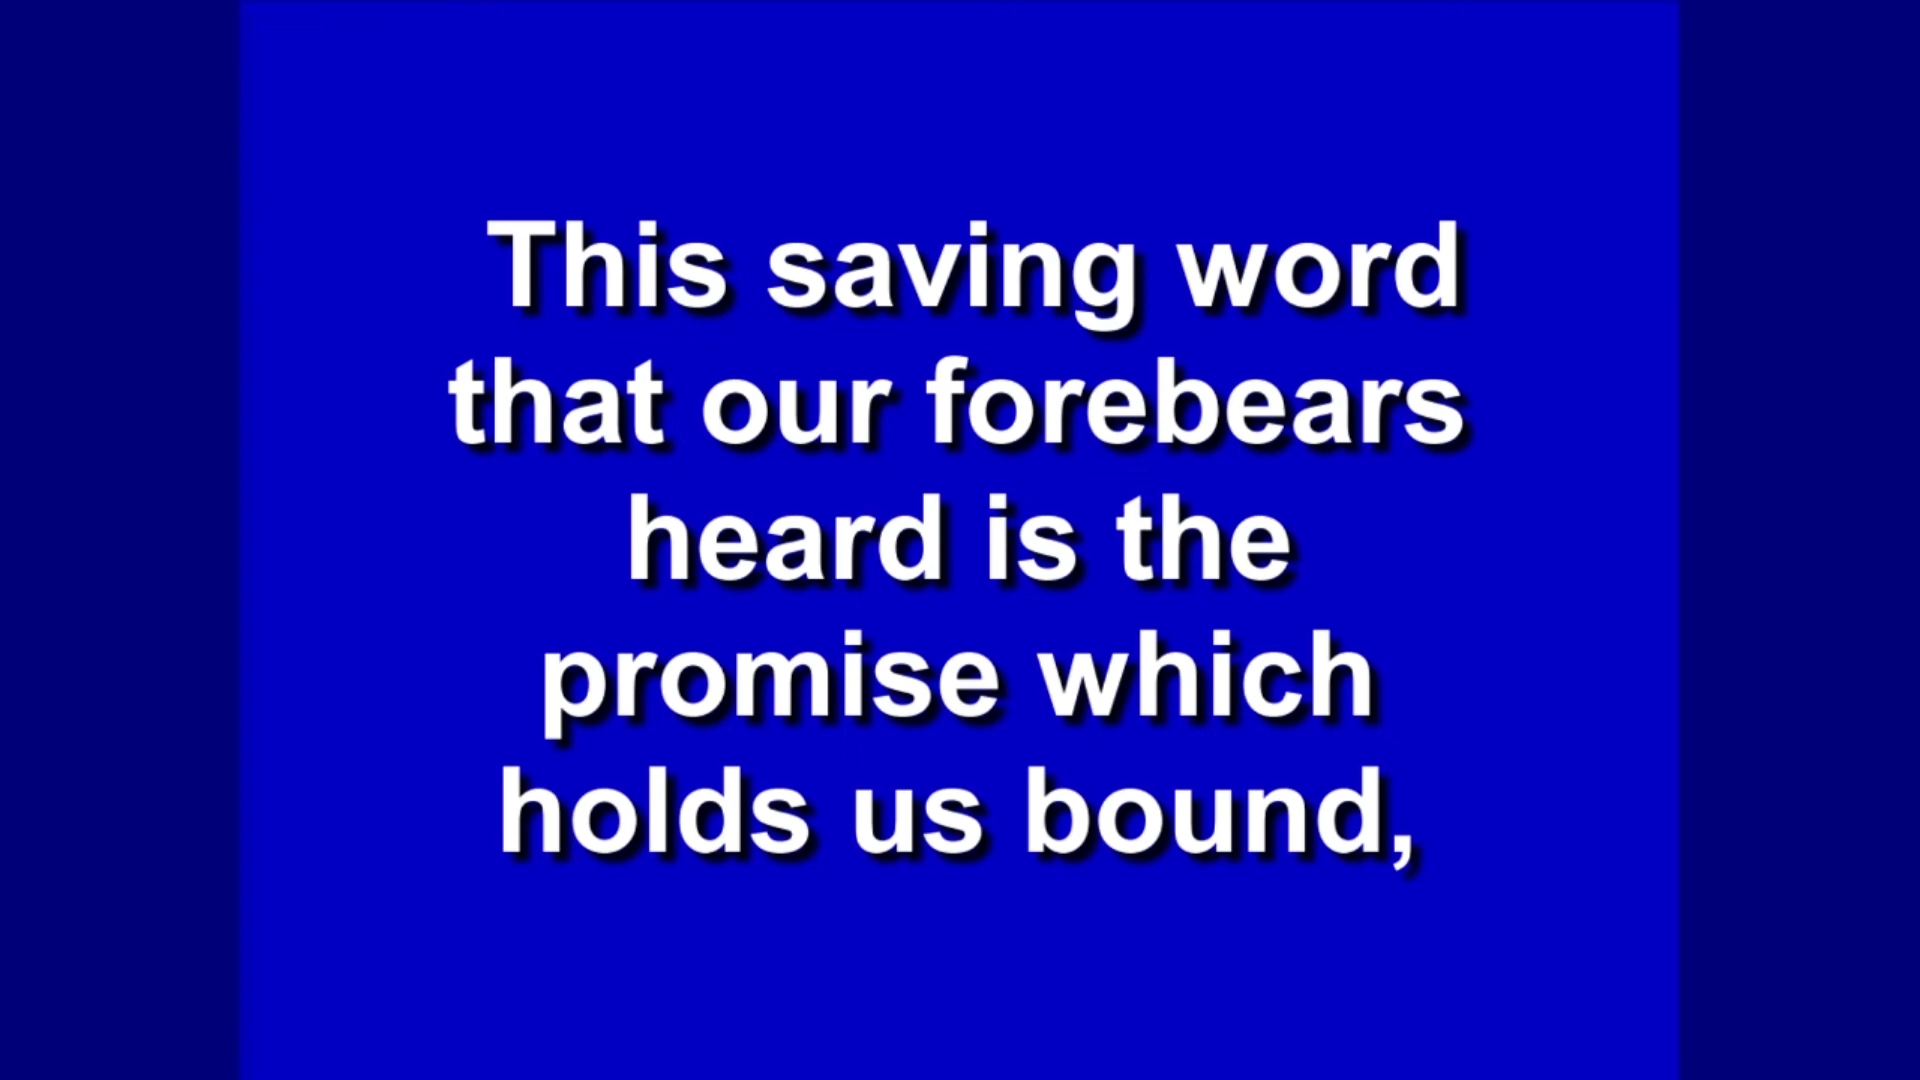 This saving word
that our forebears
heard is the
promise which
holds us bound,